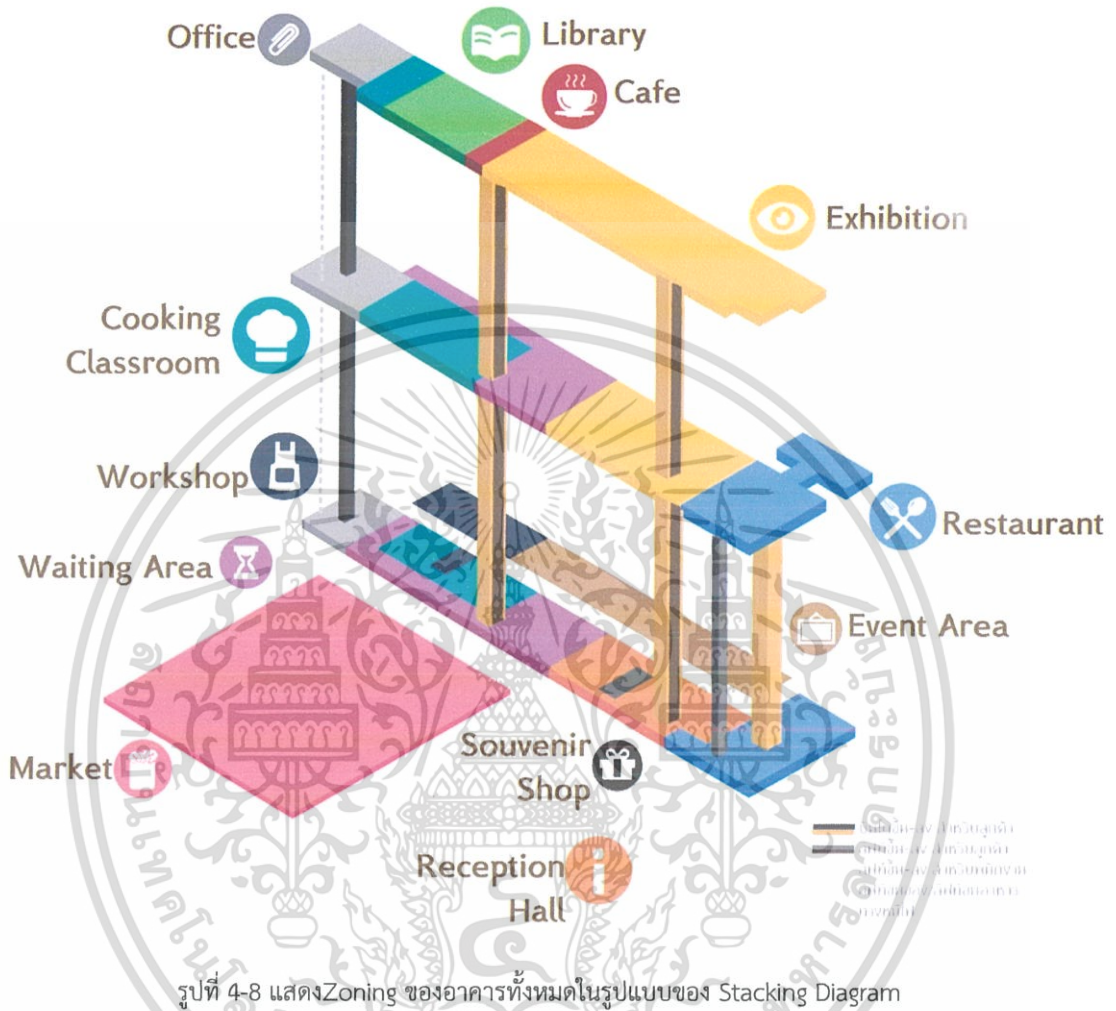 Office
Library
Cafe
Exhibition
Cooking
Classroom
Workshop
Restaurant
Waiting Area
Event Area
Market
Souvenir
Shop
Reception
Hall
รูปที่ 4-8 แสดงZoning ของอาคารทั้งหมดในรูปแบบของ Stacking Diagram